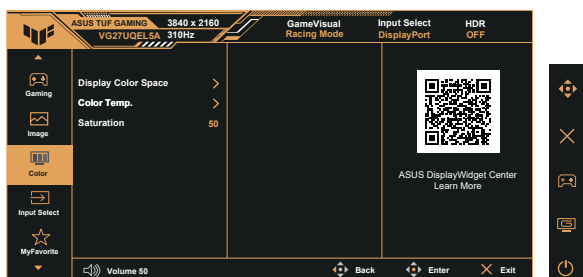 ASUS TUF GAMING 3840 x 2160
VG27UQEL5A 310Hz
GameVisual
Racing Mode
Input Select
DisplayPort
HDR
OFF
Gaming
Image
Color
Input Select
MyFavorite
Display Color Space
Color Temp.
Saturation 50
ASUS DisplayWidget Center
Learn More
Volume 50
Back
Enter
Exit